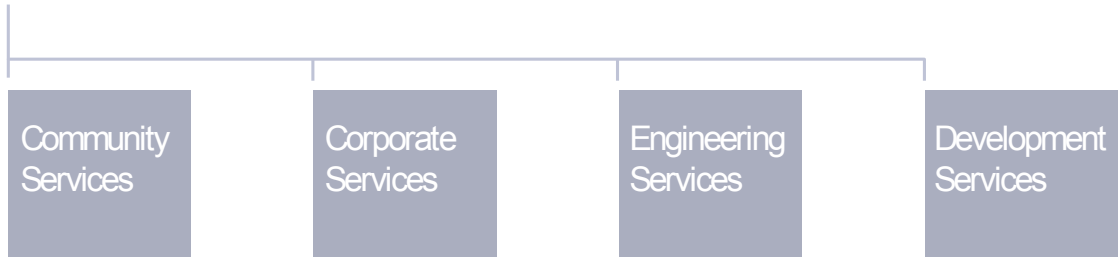 Community
Services
Corporate
Services
Engineering
Services
Development
Services